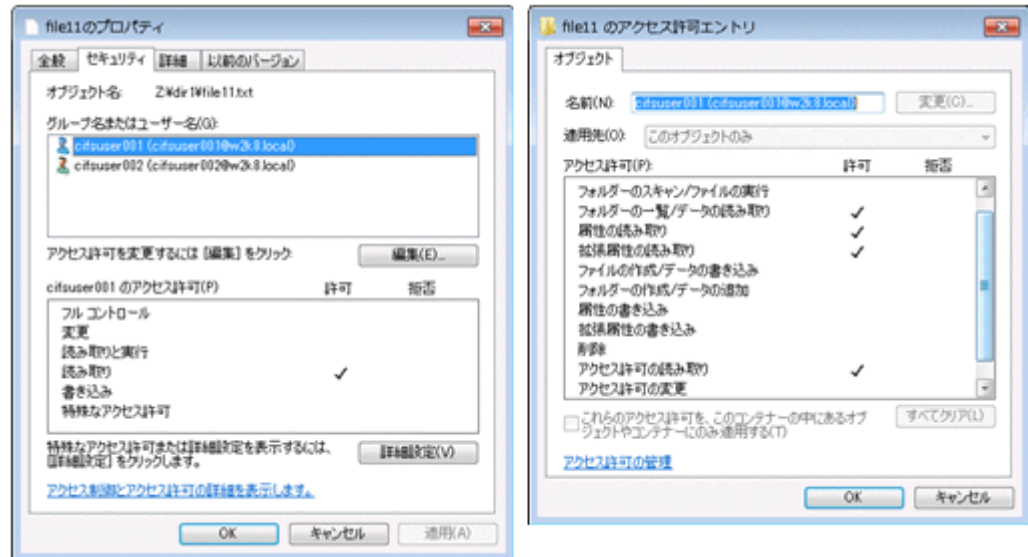 file11のプロパティ
全般 セキュリティ 詳細 以前のバージョン
オブジェクト名: Z:¥dir1¥file11.txt
グループ名またはユーザー名(G):
cifsuser001 (cifsuser001@w2k8.local)
cifsuser002 (cifsuser002@w2k8.local)
アクセス許可を変更するには [編集] をクリック
編集(E)...
cifsuser001 のアクセス許可(P) 許可 拒否
フル コントロール
変更
読み取りと実行
読み取り ✓
書き込み
特殊なアクセス許可
特殊なアクセス許可または詳細設定を表示するには、
[詳細設定] をクリックします。
詳細設定(V)
アクセス制御とアクセス許可の詳細を表示します。
OK キャンセル 適用(A)
file11 のアクセス許可エントリ
オブジェクト
名前(N): cifsuser001 (cifsuser001@w2k8.local) 変更(C)...
適用先(O): このオブジェクトのみ
アクセス許可(P): 許可 拒否
フォルダーのスキャン/ファイルの実行
フォルダーの一覧/データの読み取り ✓
属性の読み取り ✓
拡張属性の読み取り ✓
ファイルの作成/データの書き込み
フォルダーの作成/データの追加
属性の書き込み
拡張属性の書き込み
削除
アクセス許可の読み取り ✓
アクセス許可の変更
これらのアクセス許可を、このコンテナーの中にあるオブ
ジェクトやコンテナーにのみ適用する(T)
すべてクリア(L)
アクセス許可の管理
OK キャンセル